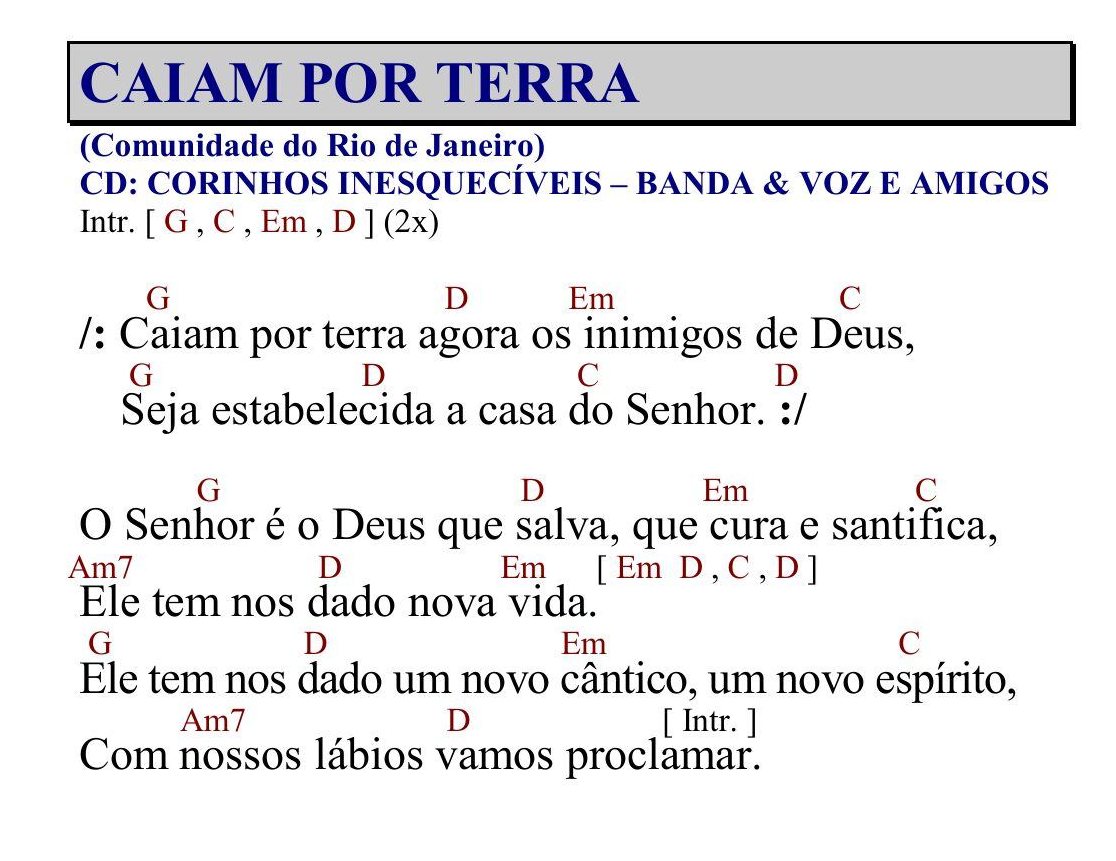 CAIAM POR TERRA
(Comunidade do Rio de Janeiro)
CD: CORINHOS INESQUECÍVEIS – BANDA & VOZ E AMIGOS
Intr. [ G , C , Em , D ] (2x)
G D Em C
/: Caiam por terra agora os inimigos de Deus,
G D C D
Seja estabelecida a casa do Senhor. :/
G D Em C
O Senhor é o Deus que salva, que cura e santifica,
Am7 D Em [ Em D , C , D ]
Ele tem nos dado nova vida.
G D Em C
Ele tem nos dado um novo cântico, um novo espírito,
Am7 D [ Intr. ]
Com nossos lábios vamos proclamar.